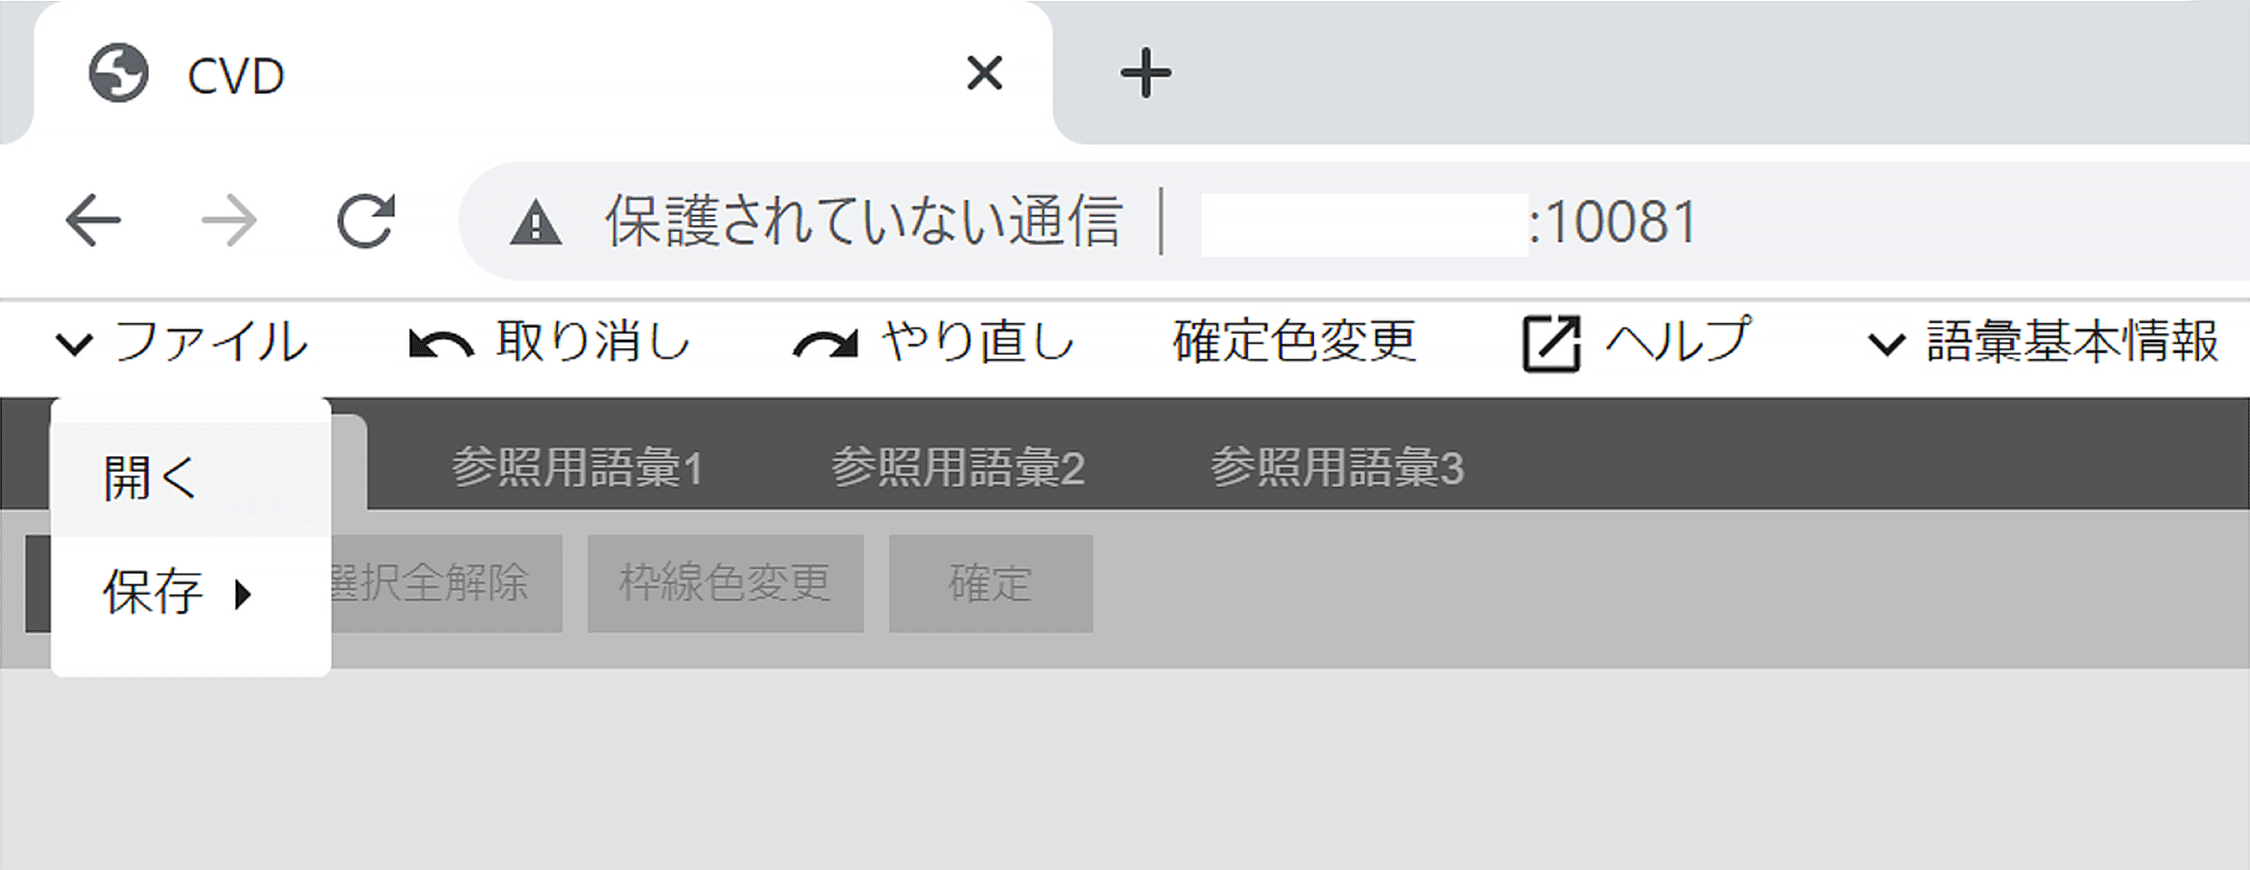 CVD
保護されていない通信 :10081
ファイル 取り消し やり直し 確定色変更 ヘルプ 語彙基本情報
参照用語彙1 参照用語彙2 参照用語彙3
開く
選択全解除 枠線色変更 確定
保存